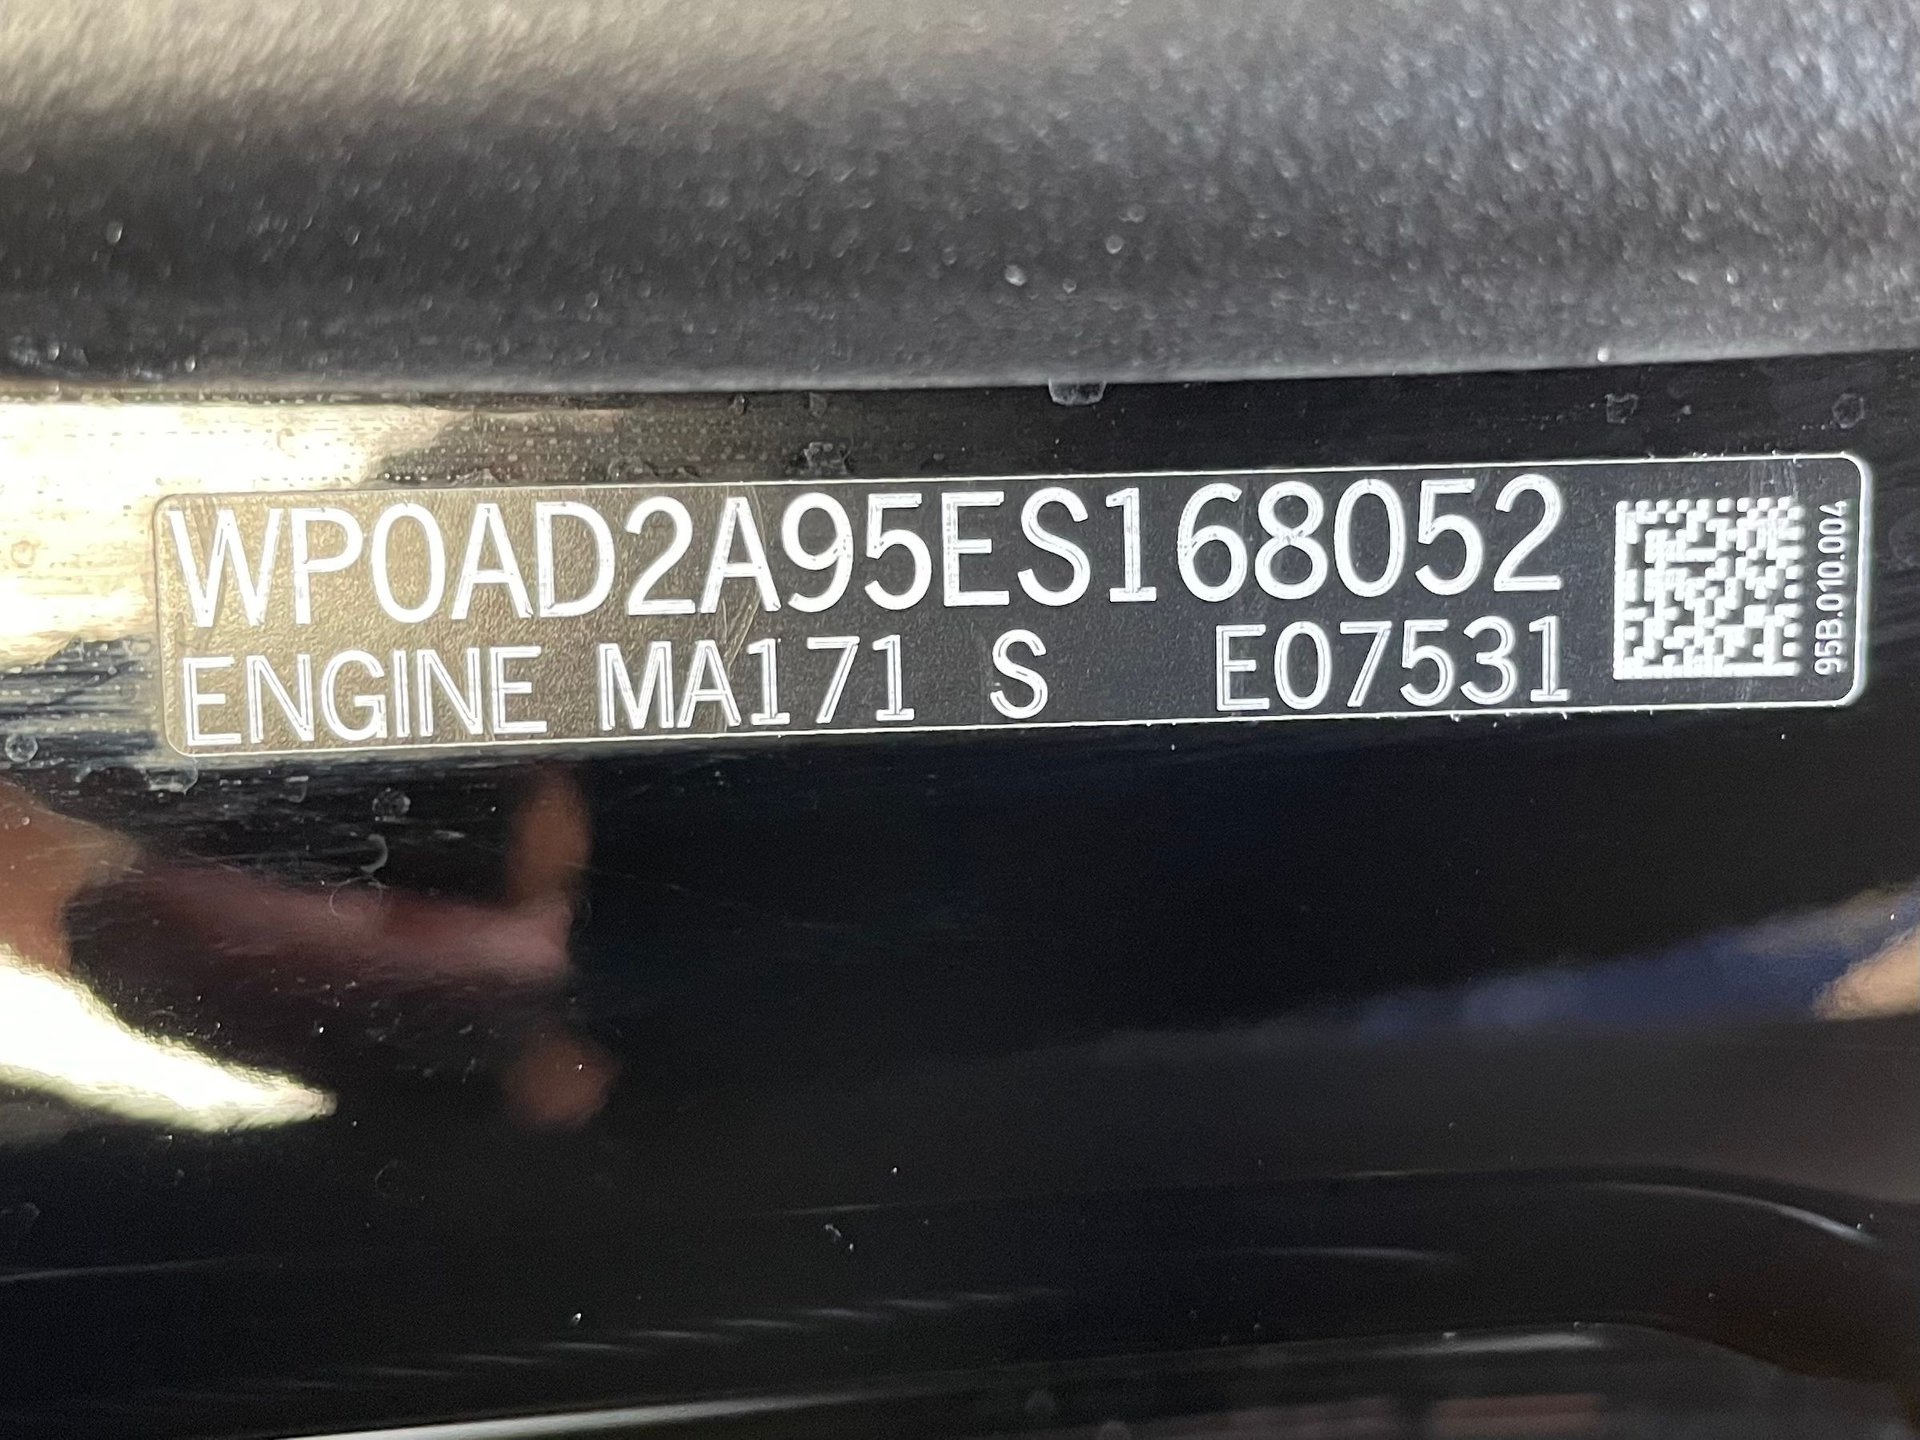 WP0AD2A95ES168052
ENGINE MA171 S E07531
95B.010.004